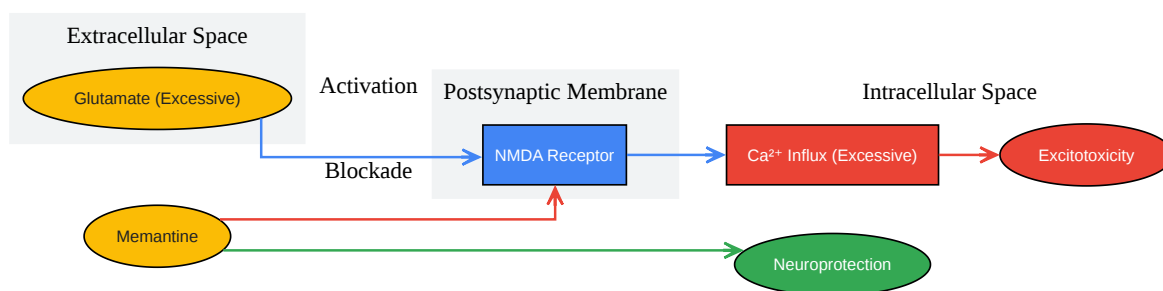 Extracellular Space
Glutamate (Excessive)
Activation
Postsynaptic Membrane
Intracellular Space
NMDA Receptor
Ca²⁺ Influx (Excessive)
Excitotoxicity
Blockade
Memantine
Neuroprotection